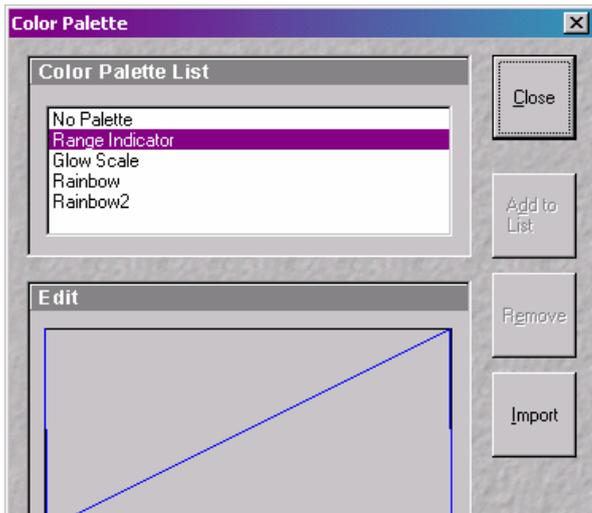 Color Palette
Color Palette List
No Palette
Range Indicator
Glow Scale
Rainbow
Rainbow2
Close
Add to
List
Remove
Import
Edit